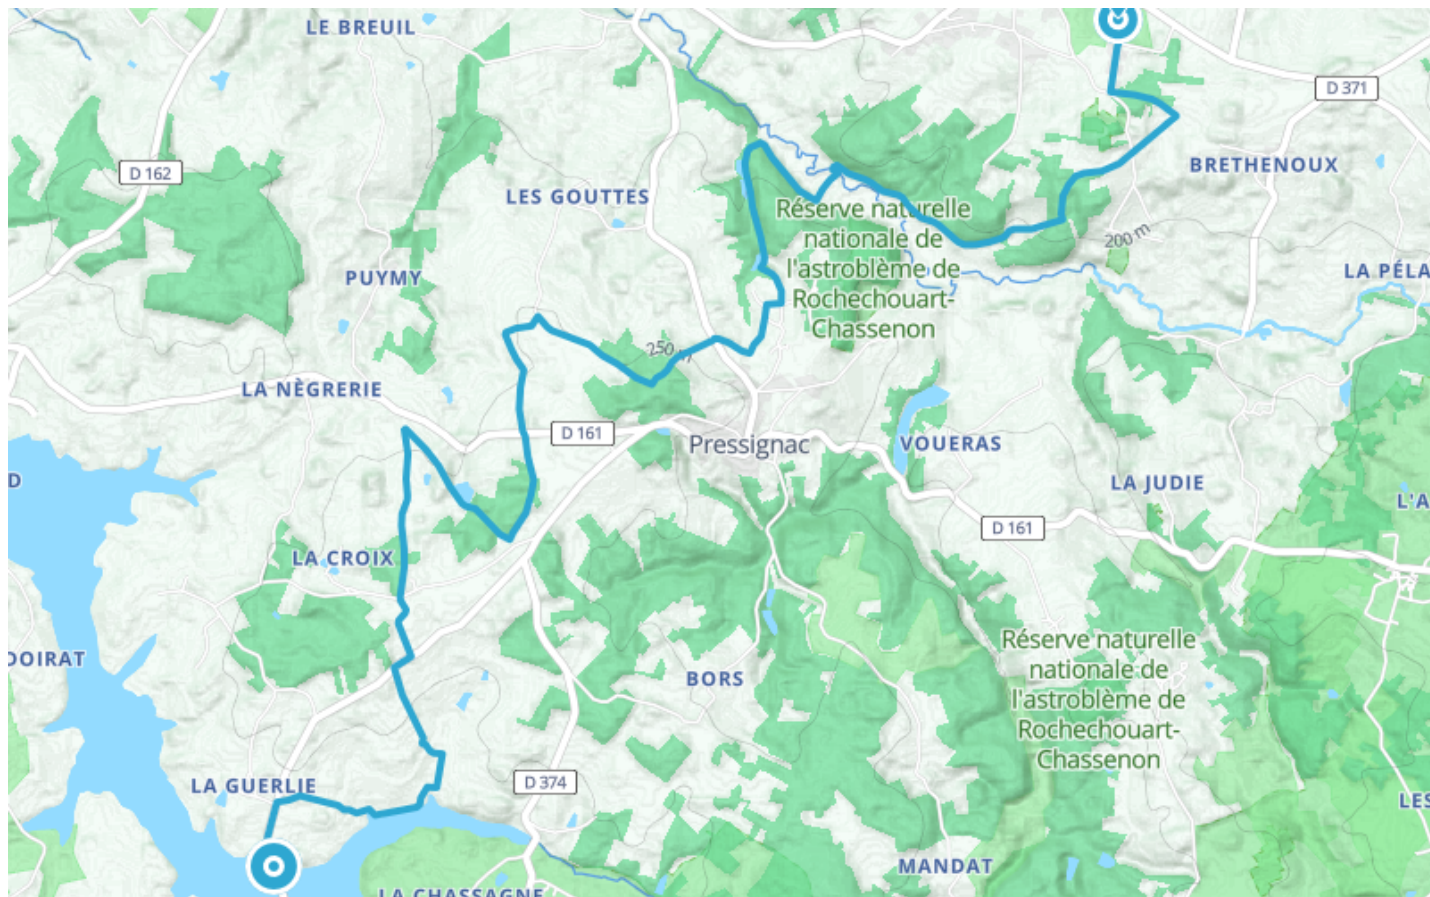 LE BREUIL
D 371
D 162
BRETHENOUX
LES GOUTTES
Réserve naturelle
nationale de
l'astroblème de
Rochechouart-
Chassenon
200 m
LA PÉLA
PUYMY
250 m
LA NÈGRERIE
D 161
Pressignac
VOUERAS
D
LA JUDIE
L'A
D 161
LA CROIX
Réserve naturelle
nationale de
l'astroblème de
Rochechouart-
Chassenon
DOIRAT
BORS
LA GUERLIE
D 374
LES
MANDAT
LA CHASSAGNE